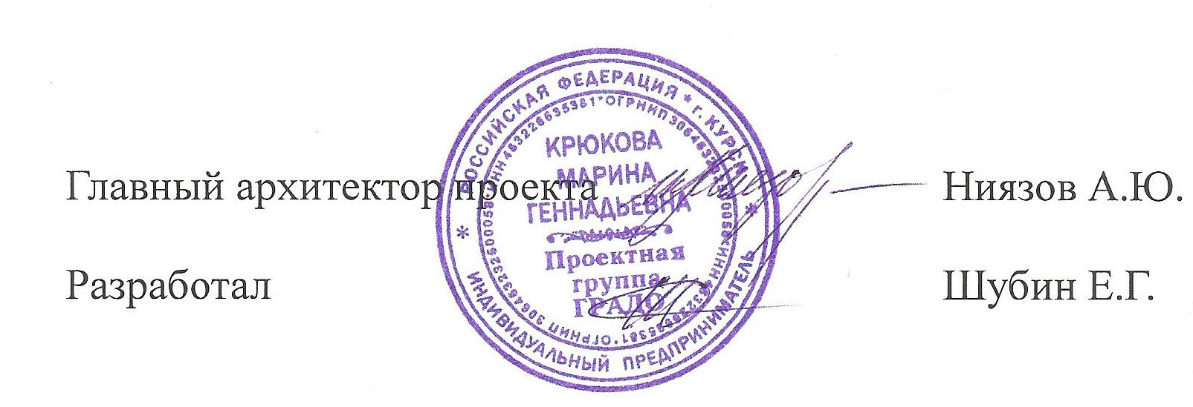 Главный архитектор проекта Ниязов А.Ю.
Разработал Шубин Е.Г.
РОССИЙСКАЯ ФЕДЕРАЦИЯ * г. КУРСК *
ИНДИВИДУАЛЬНЫЙ ПРЕДПРИНИМАТЕЛЬ *
КРЮКОВА
МАРИНА
ГЕННАДЬЕВНА
Проектная
группа
ГРАДО